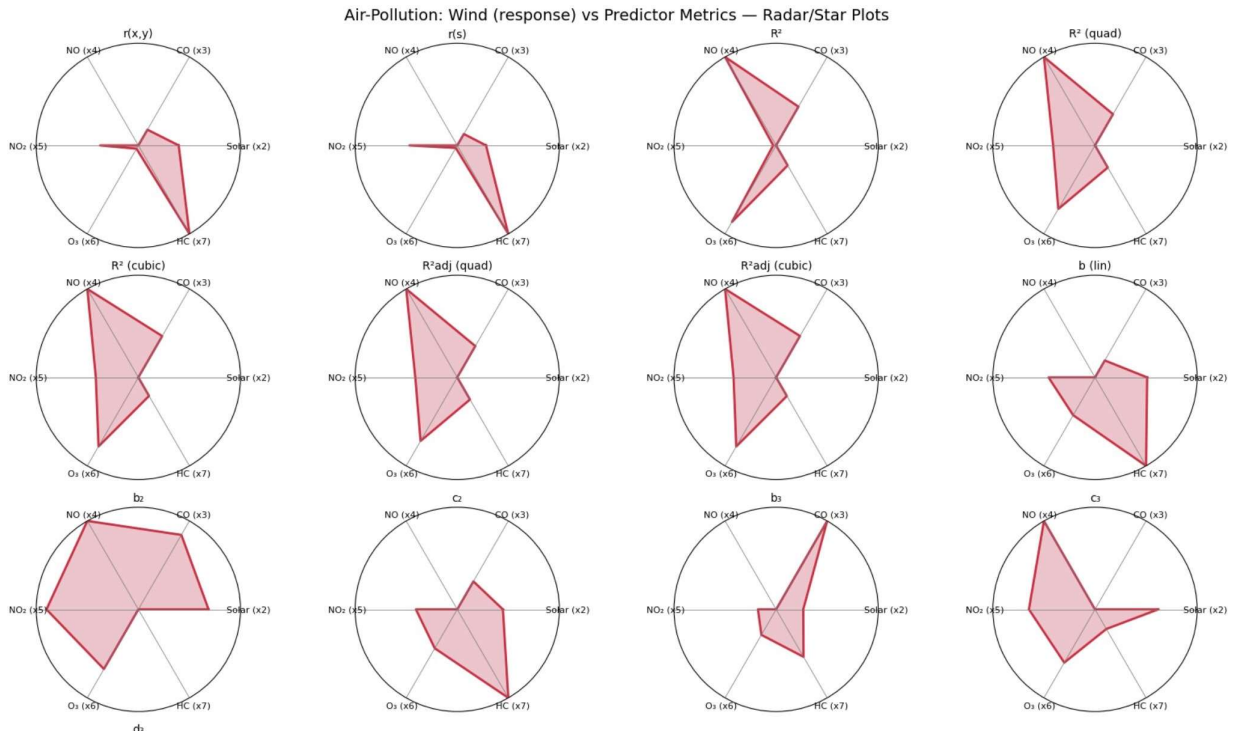 Air-Pollution: Wind (response) vs Predictor Metrics — Radar/Star Plots
r(x,y)
NO (x4)
CO (x3)
NO₂ (x5)
Solar (x2)
O₃ (x6)
HC (x7)
r(s)
NO (x4)
CO (x3)
NO₂ (x5)
Solar (x2)
O₃ (x6)
HC (x7)
R²
NO (x4)
CO (x3)
NO₂ (x5)
Solar (x2)
O₃ (x6)
HC (x7)
R² (quad)
NO (x4)
CO (x3)
NO₂ (x5)
Solar (x2)
O₃ (x6)
HC (x7)
R² (cubic)
NO (x4)
CO (x3)
NO₂ (x5)
Solar (x2)
O₃ (x6)
HC (x7)
R²adj (quad)
NO (x4)
CO (x3)
NO₂ (x5)
Solar (x2)
O₃ (x6)
HC (x7)
R²adj (cubic)
NO (x4)
CO (x3)
NO₂ (x5)
Solar (x2)
O₃ (x6)
HC (x7)
b (lin)
NO (x4)
CO (x3)
NO₂ (x5)
Solar (x2)
O₃ (x6)
HC (x7)
b₂
NO (x4)
CO (x3)
NO₂ (x5)
Solar (x2)
O₃ (x6)
HC (x7)
c₂
NO (x4)
CO (x3)
NO₂ (x5)
Solar (x2)
O₃ (x6)
HC (x7)
b₃
NO (x4)
CO (x3)
NO₂ (x5)
Solar (x2)
O₃ (x6)
HC (x7)
c₃
NO (x4)
CO (x3)
NO₂ (x5)
Solar (x2)
O₃ (x6)
HC (x7)